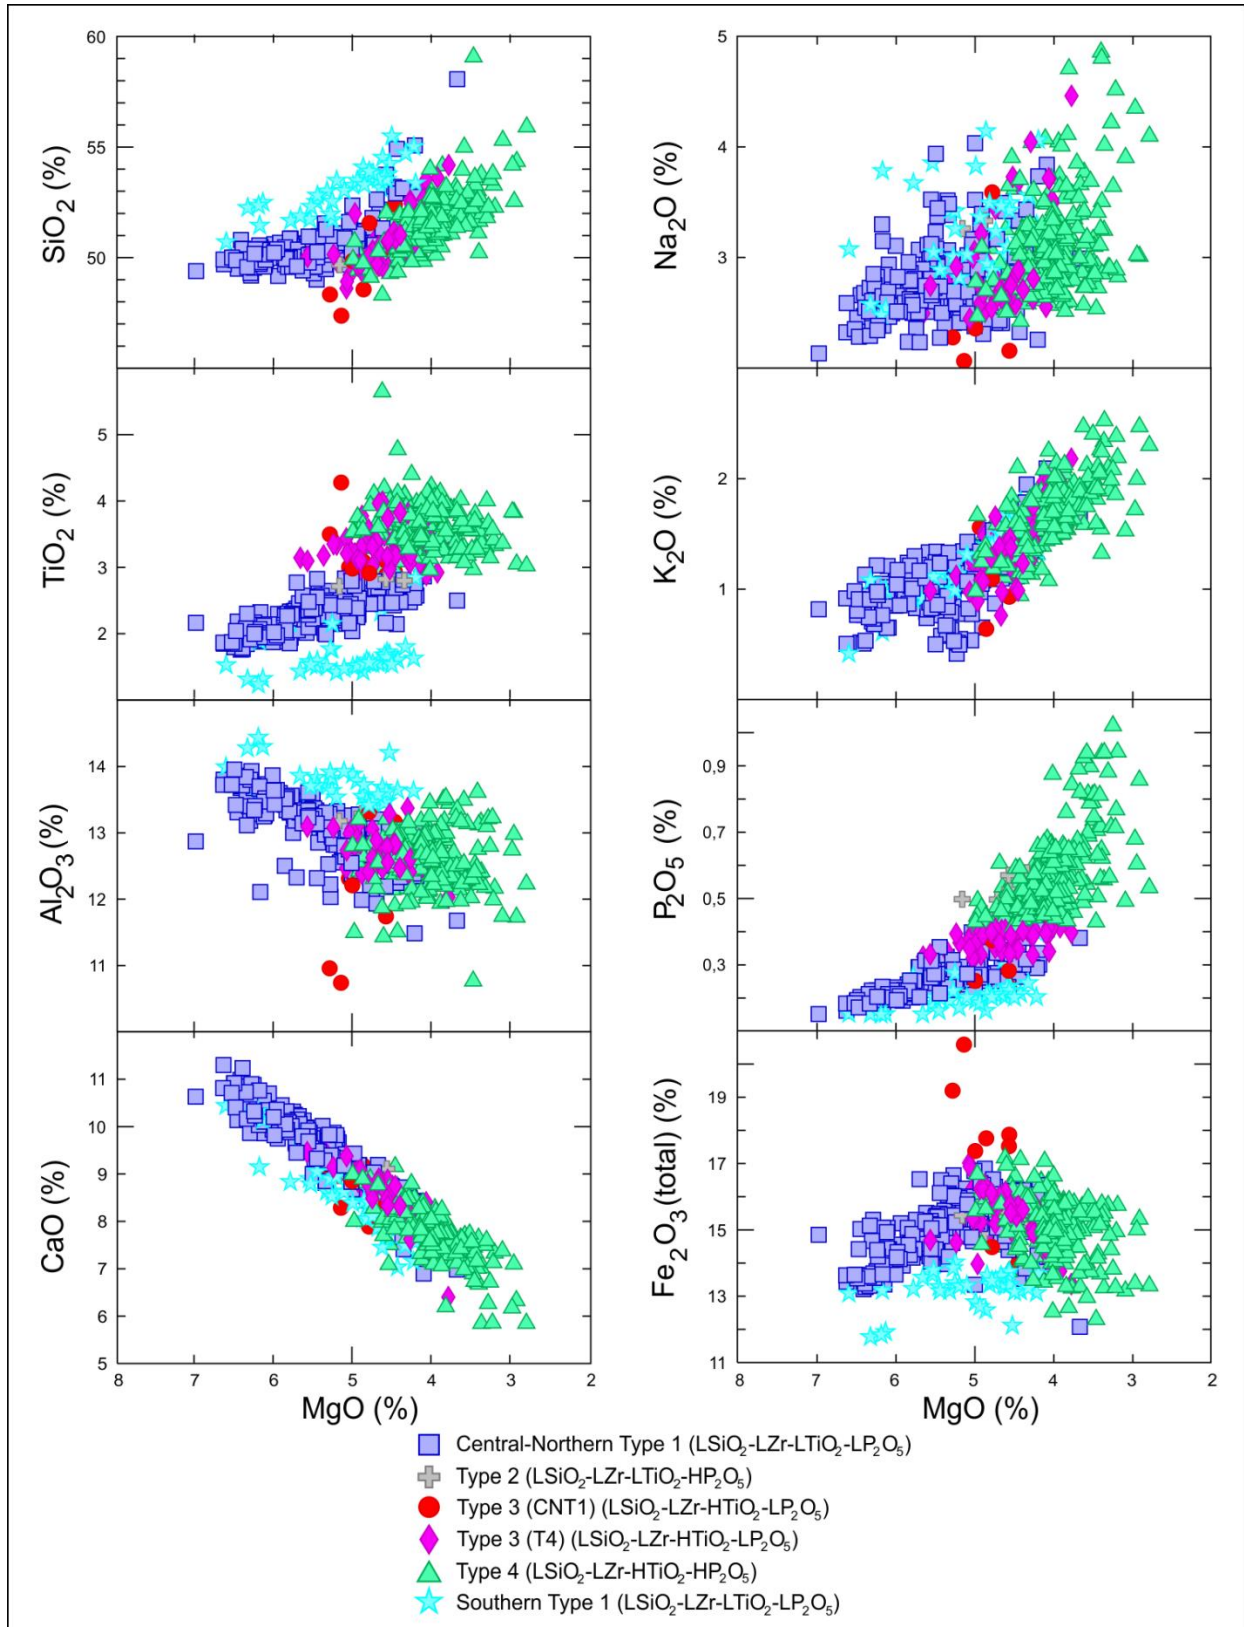 60
55
50
SiO₂ (%)
5
4
3
Na₂O (%)
5
4
3
2
TiO₂ (%)
2
1
K₂O (%)
14
13
12
11
Al₂O₃ (%)
0,9
0,7
0,5
0,3
P₂O₅ (%)
11
10
9
8
7
6
5
CaO (%)
19
17
15
13
11
Fe₂O₃(total) (%)
8 7 6 5 4 3 2
MgO (%)
8 7 6 5 4 3 2
MgO (%)
Central-Northern Type 1 (LSiO₂-LZr-LTiO₂-LP₂O₅)
Type 2 (LSiO₂-LZr-LTiO₂-HP₂O₅)
Type 3 (CNT1) (LSiO₂-LZr-HTiO₂-LP₂O₅)
Type 3 (T4) (LSiO₂-LZr-HTiO₂-LP₂O₅)
Type 4 (LSiO₂-LZr-HTiO₂-HP₂O₅)
Southern Type 1 (LSiO₂-LZr-LTiO₂-LP₂O₅)